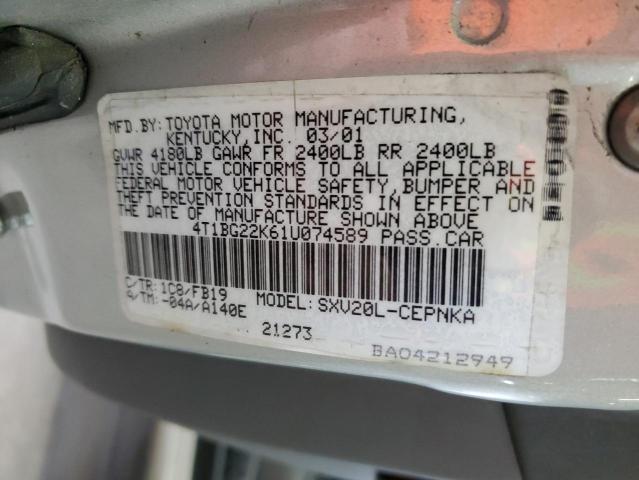 MFD.BY:TOYOTA MOTOR MANUFACTURING,
KENTUCKY,INC. 03/01
GVWR 4180LB GAWR FR 2400LB RR 2400LB
THIS VEHICLE CONFORMS TO ALL APPLICABLE
FEDERAL MOTOR VEHICLE SAFETY,BUMPER AND
THEFT PREVENTION STANDARDS IN EFFECT ON
THE DATE OF MANUFACTURE SHOWN ABOVE
4T1BG22K61U074589 PASS.CAR
C/TR:1C8/FB19 MODEL:SXV20L-CEPNKA
A/TM:-04A/A140E
21273
BA04212949